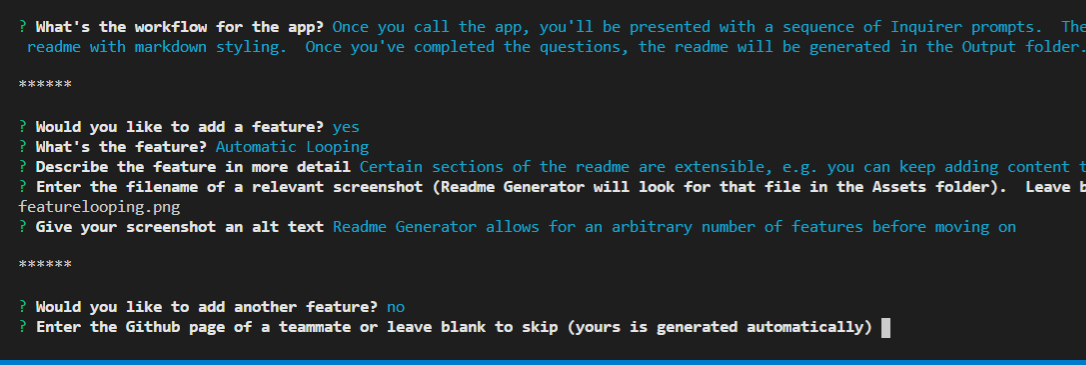 ? What's the workflow for the app? Once you call the app, you'll be presented with a sequence of Inquirer prompts.  The
readme with markdown styling.  Once you've completed the questions, the readme will be generated in the Output folder.
******
? Would you like to add a feature? yes
? What's the feature? Automatic Looping
? Describe the feature in more detail Certain sections of the readme are extensible, e.g. you can keep adding content t
? Enter the filename of a relevant screenshot (Readme Generator will look for that file in the Assets folder).  Leave b
featurelooping.png
? Give your screenshot an alt text Readme Generator allows for an arbitrary number of features before moving on
******
? Would you like to add another feature? no
? Enter the Github page of a teammate or leave blank to skip (yours is generated automatically)